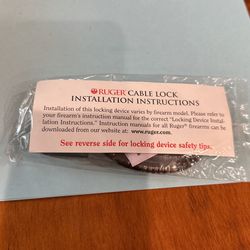 RUGER CABLE LOCK
INSTALLATION INSTRUCTIONS
Installation of this locking device varies by firearm model. Please refer to
your firearm's instruction manual for the correct "Locking Device Instal-
lation Instructions." Instruction manuals for all Ruger® firearms can be
downloaded from our website at: www.ruger.com.
See reverse side for locking device safety tips.